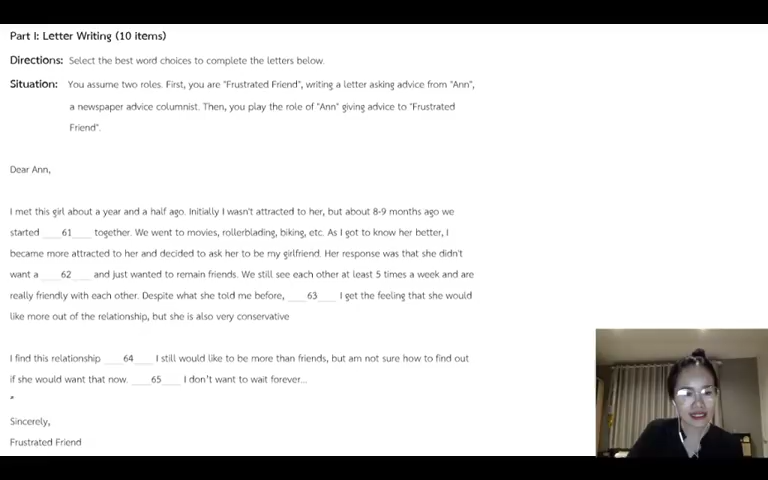 Part I: Letter Writing (10 items)
Directions: Select the best word choices to complete the letters below.
Situation: You assume two roles. First, you are "Frustrated Friend", writing a letter asking advice from "Ann",
a newspaper advice columnist. Then, you play the role of "Ann" giving advice to "Frustrated
Friend".
Dear Ann,
I met this girl about a year and a half ago. Initially I wasn't attracted to her, but about 8-9 months ago we
started ____61____ together. We went to movies, rollerblading, biking, etc. As I got to know her better, I
became more attracted to her and decided to ask her to be my girlfriend. Her response was that she didn't
want a ____62____ and just wanted to remain friends. We still see each other at least 5 times a week and are
really friendly with each other. Despite what she told me before, ____63____ I get the feeling that she would
like more out of the relationship, but she is also very conservative
I find this relationship ____64____ I still would like to be more than friends, but am not sure how to find out
if she would want that now. ____65____ I don't want to wait forever...
"
Sincerely,
Frustrated Friend